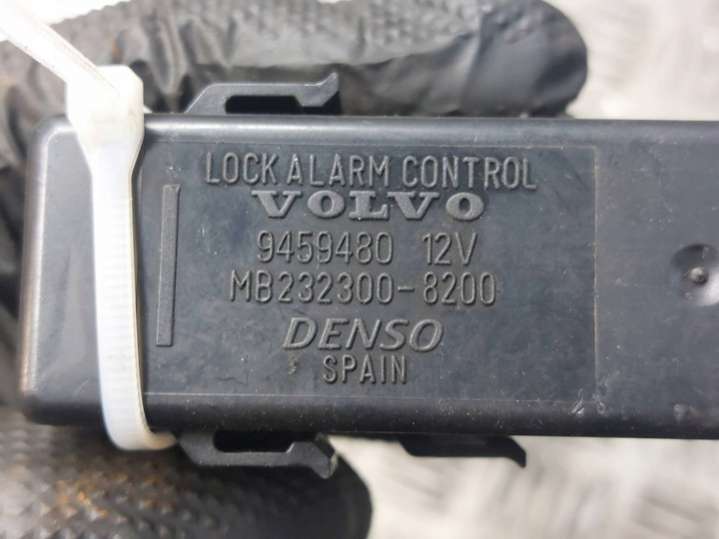 LOCK ALARM CONTROL
VOLVO
9459480 12V
MB232300-8200
DENSO
SPAIN